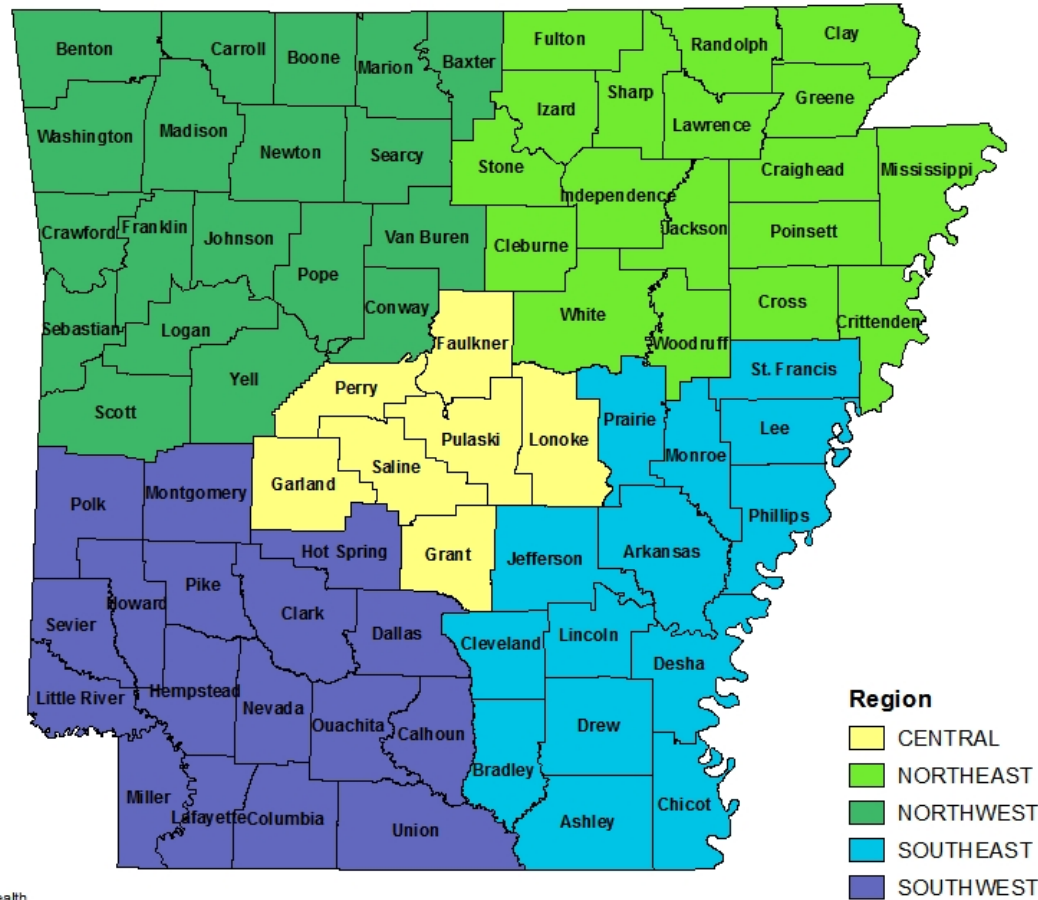 Benton
Carroll
Boone
Marion
Baxter
Fulton
Randolph
Clay
Washington
Madison
Newton
Searcy
Stone
Izard
Sharp
Lawrence
Greene
Crawford
Franklin
Johnson
Pope
Van Buren
Cleburne
Independence
Jackson
Craighead
Mississippi
Poinsett
Sebastian
Logan
Conway
Faulkner
White
Woodruff
Cross
Crittenden
Scott
Yell
Perry
Pulaski
Lonoke
Prairie
Monroe
St. Francis
Lee
Polk
Montgomery
Garland
Saline
Phillips
Hot Spring
Grant
Jefferson
Arkansas
Sevier
Howard
Pike
Clark
Dallas
Cleveland
Lincoln
Desha
Little River
Hempstead
Nevada
Ouachita
Calhoun
Bradley
Drew
Miller
Lafayette
Columbia
Union
Ashley
Chicot
Region
CENTRAL
NORTHEAST
NORTHWEST
SOUTHEAST
SOUTHWEST